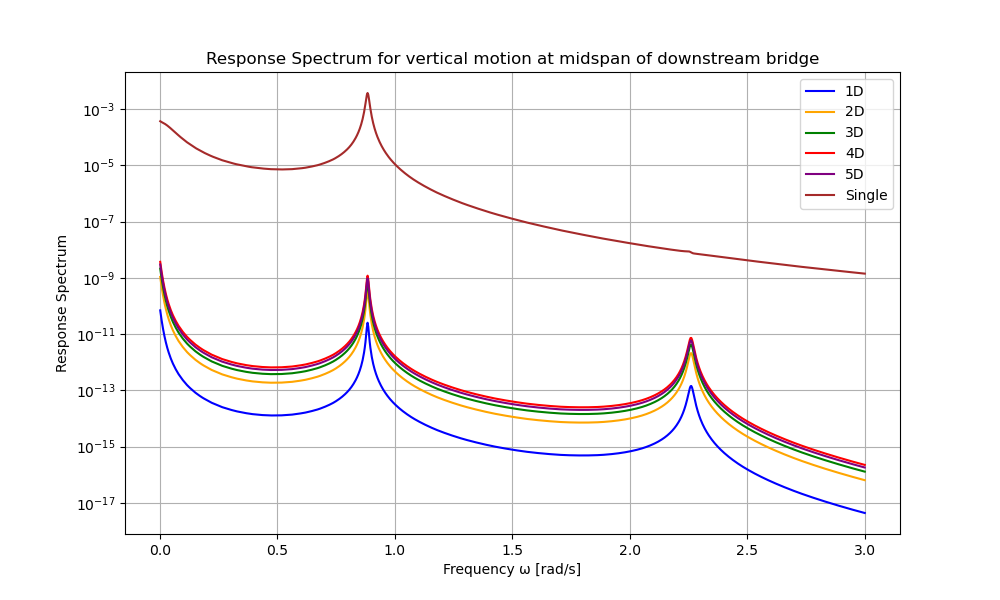 Response Spectrum for vertical motion at midspan of downstream bridge
Response Spectrum
10⁻³
10⁻⁵
10⁻⁷
10⁻⁹
10⁻¹¹
10⁻¹³
10⁻¹⁵
10⁻¹⁷
1D
2D
3D
4D
5D
Single
0.0 0.5 1.0 1.5 2.0 2.5 3.0
Frequency ω [rad/s]